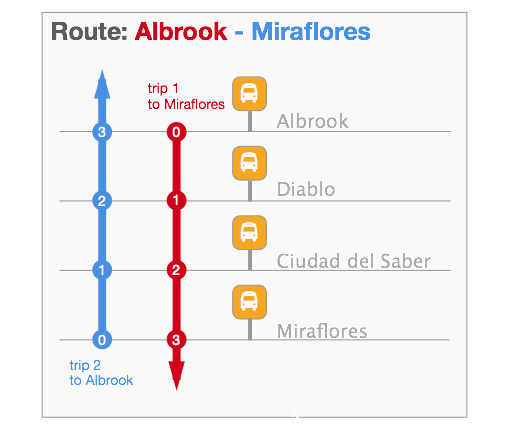 Route: Albrook - Miraflores
trip 1
to Miraflores
3 0 Albrook
2 1 Diablo
1 2 Ciudad del Saber
0 3 Miraflores
trip 2
to Albrook